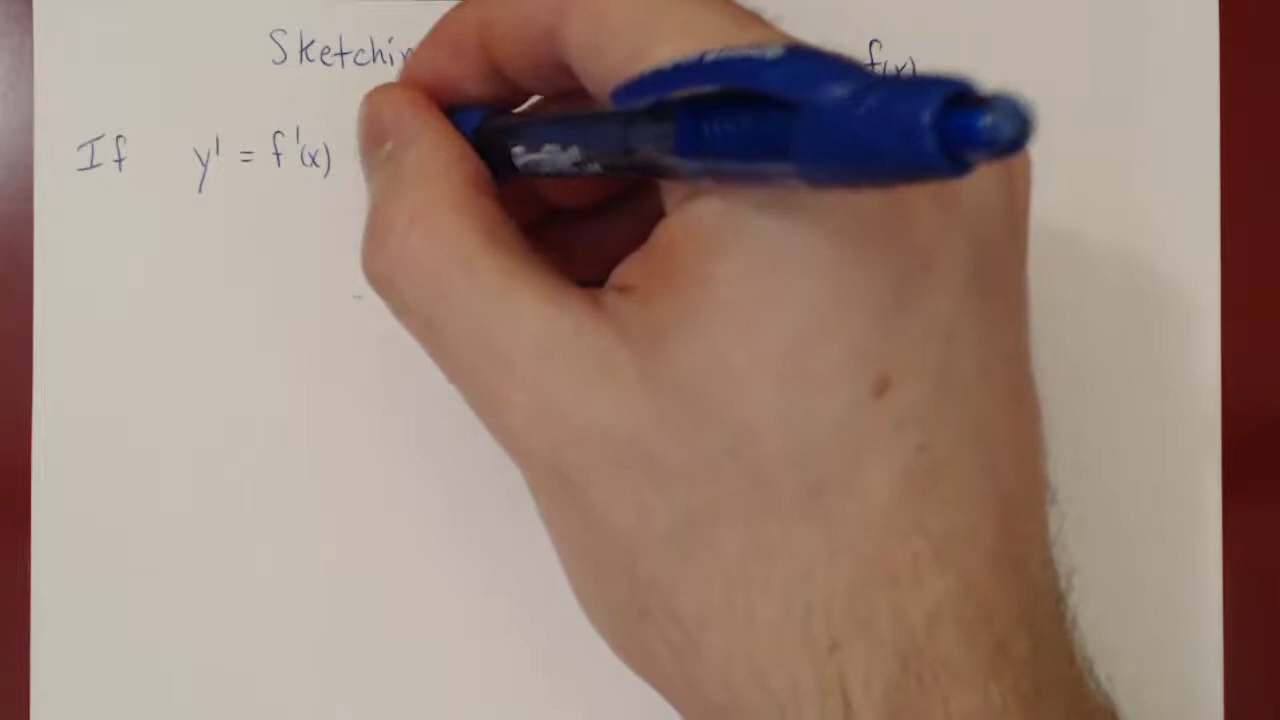 Sketchin f(x)
If y' = f'(x)